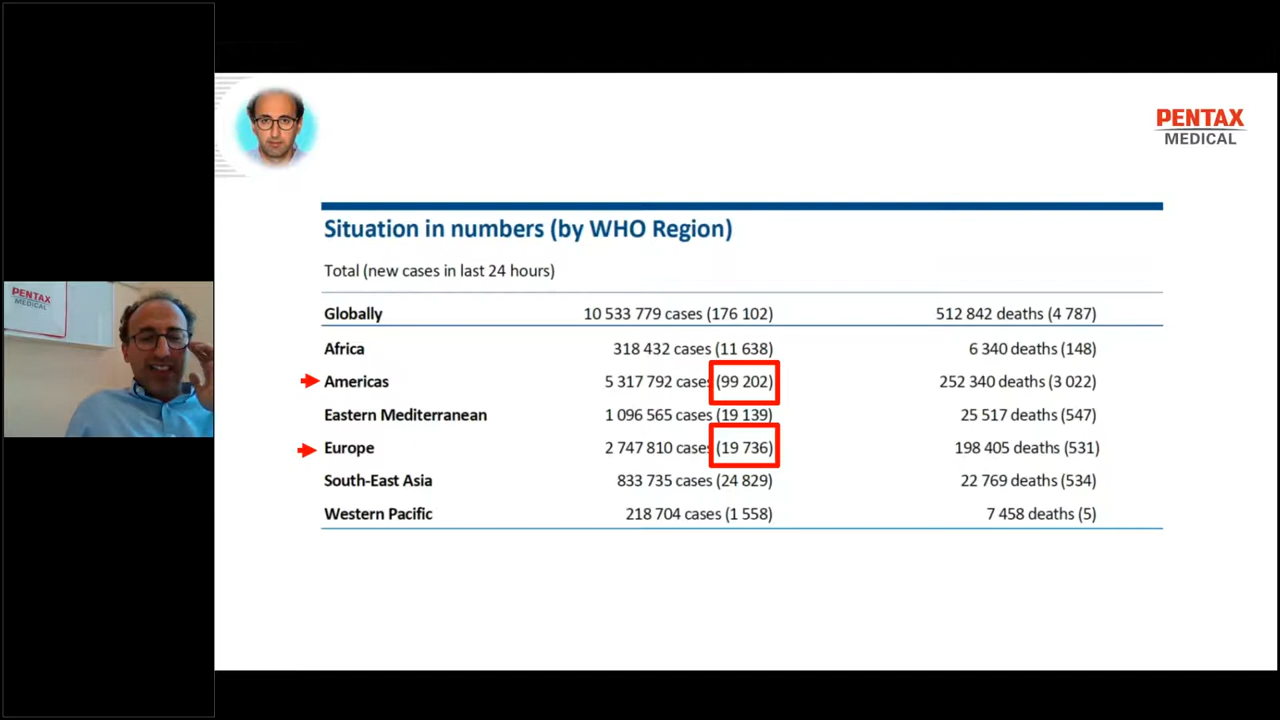 PENTAX
MEDICAL
PENTAX
MEDICAL
Situation in numbers (by WHO Region)
Total (new cases in last 24 hours)
Globally 10 533 779 cases (176 102) 512 842 deaths (4 787)
Africa 318 432 cases (11 638) 6 340 deaths (148)
Americas 5 317 792 cases (99 202) 252 340 deaths (3 022)
Eastern Mediterranean 1 096 565 cases (19 139) 25 517 deaths (547)
Europe 2 747 810 cases (19 736) 198 405 deaths (531)
South-East Asia 833 735 cases (24 829) 22 769 deaths (534)
Western Pacific 218 704 cases (1 558) 7 458 deaths (5)